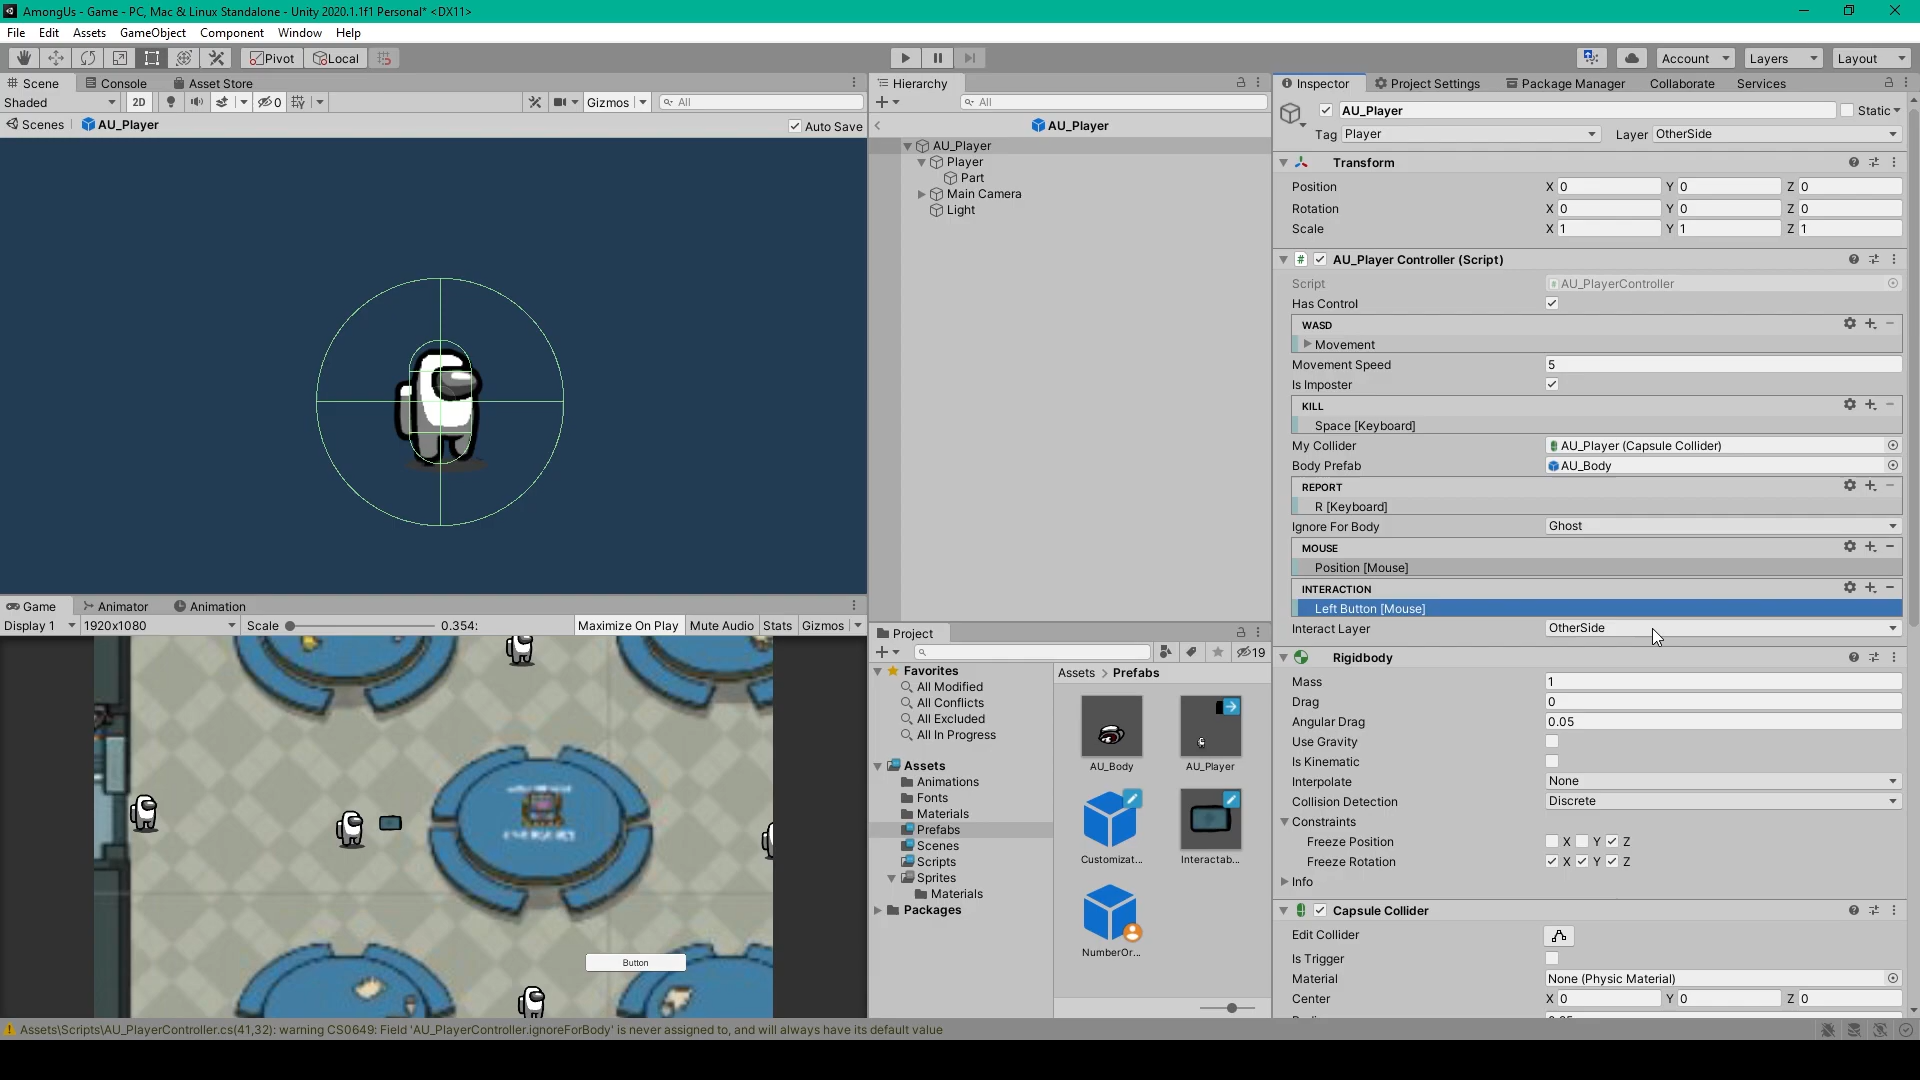 AmongUs - Game - PC, Mac & Linux Standalone - Unity 2020.1.1f1 Personal* <DX11>
File Edit Assets GameObject Component Window Help
Pivot Local Account Layers Layout
Scene Console Asset Store
Shaded 2D 0 Gizmos All
Scenes AU_Player Auto Save
Game Animator Animation
Display 1 1920x1080 Scale 0.354: Maximize On Play Mute Audio Stats Gizmos
Button
Hierarchy
All
AU_Player
AU_Player
Player
Part
Main Camera
Light
Project
19
Favorites
All Modified
All Conflicts
All Excluded
All In Progress
Assets
Animations
Fonts
Materials
Prefabs
Scenes
Scripts
Sprites
Materials
Packages
Assets > Prefabs
AU_Body AU_Player
Customizat... Interactab...
NumberOr...
Inspector Project Settings Package Manager Collaborate Services
AU_Player Static
Tag Player Layer OtherSide
Transform
Position X 0 Y 0 Z 0
Rotation X 0 Y 0 Z 0
Scale X 1 Y 1 Z 1
AU_Player Controller (Script)
Script AU_PlayerController
Has Control
WASD
Movement
Movement Speed 5
Is Imposter
KILL
Space [Keyboard]
My Collider AU_Player (Capsule Collider)
Body Prefab AU_Body
REPORT
R [Keyboard]
Ignore For Body Ghost
MOUSE
Position [Mouse]
INTERACTION
Left Button [Mouse]
Interact Layer OtherSide
Rigidbody
Mass 1
Drag 0
Angular Drag 0.05
Use Gravity
Is Kinematic
Interpolate None
Collision Detection Discrete
Constraints
Freeze Position X Y Z
Freeze Rotation X Y Z
Info
Capsule Collider
Edit Collider
Is Trigger
Material None (Physic Material)
Center X 0 Y 0 Z 0
Assets\Scripts\AU_PlayerController.cs(41,32): warning CS0649: Field 'AU_PlayerController.ignoreForBody' is never assigned to, and will always have its default value